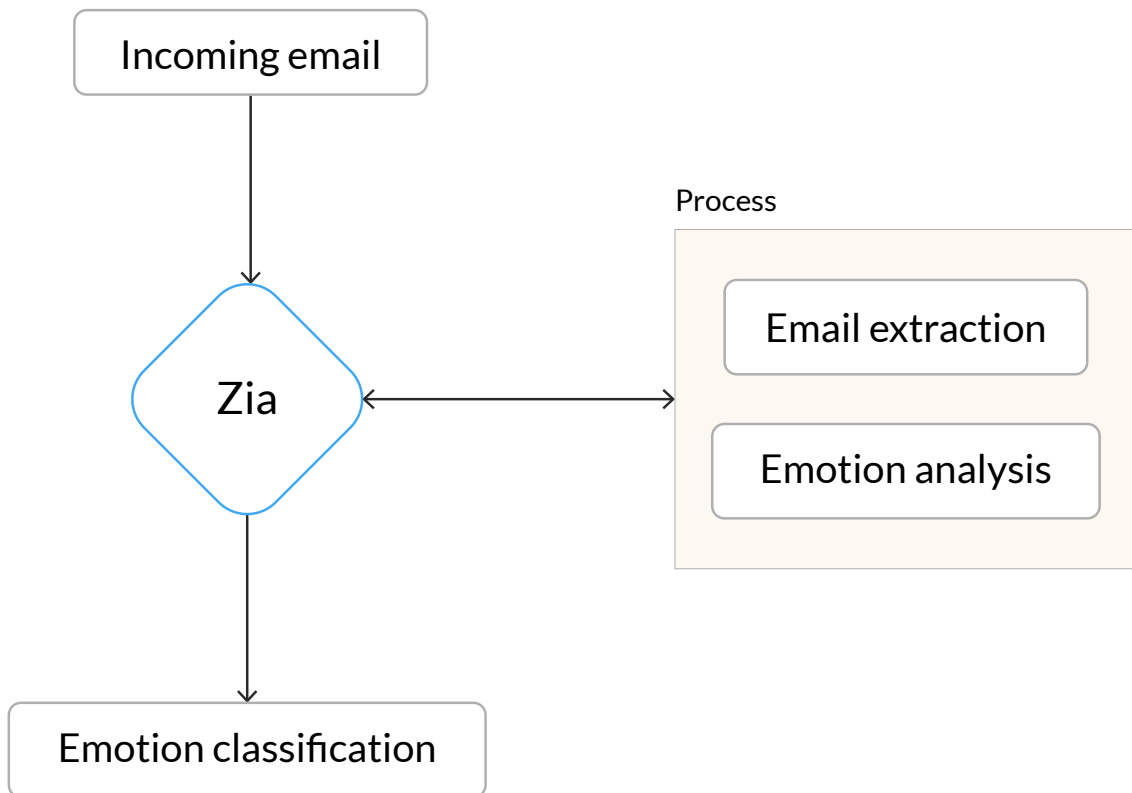 Incoming email
Process
Email extraction
Zia
Emotion analysis
Emotion classification